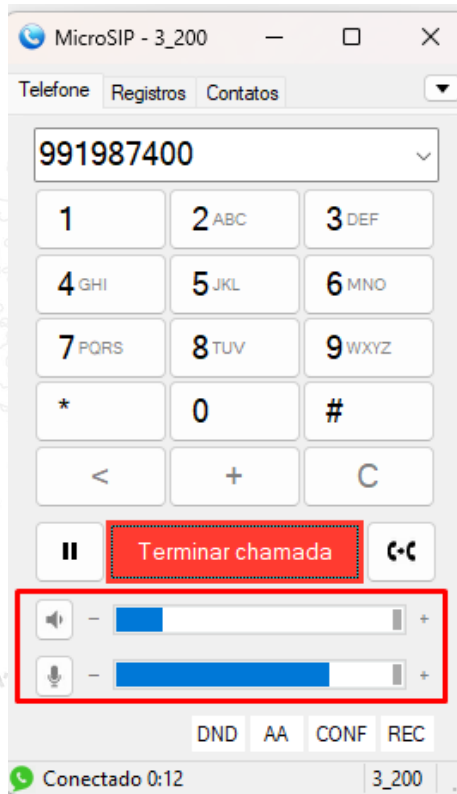 MicroSIP - 3_200
Telefone Registros Contatos
991987400
1 2 ABC 3 DEF
4 GHI 5 JKL 6 MNO
7 PQRS 8 TUV 9 WXYZ
* 0 #
< + C
Terminar chamada
- +
- +
DND AA CONF REC
Conectado 0:12 3_200